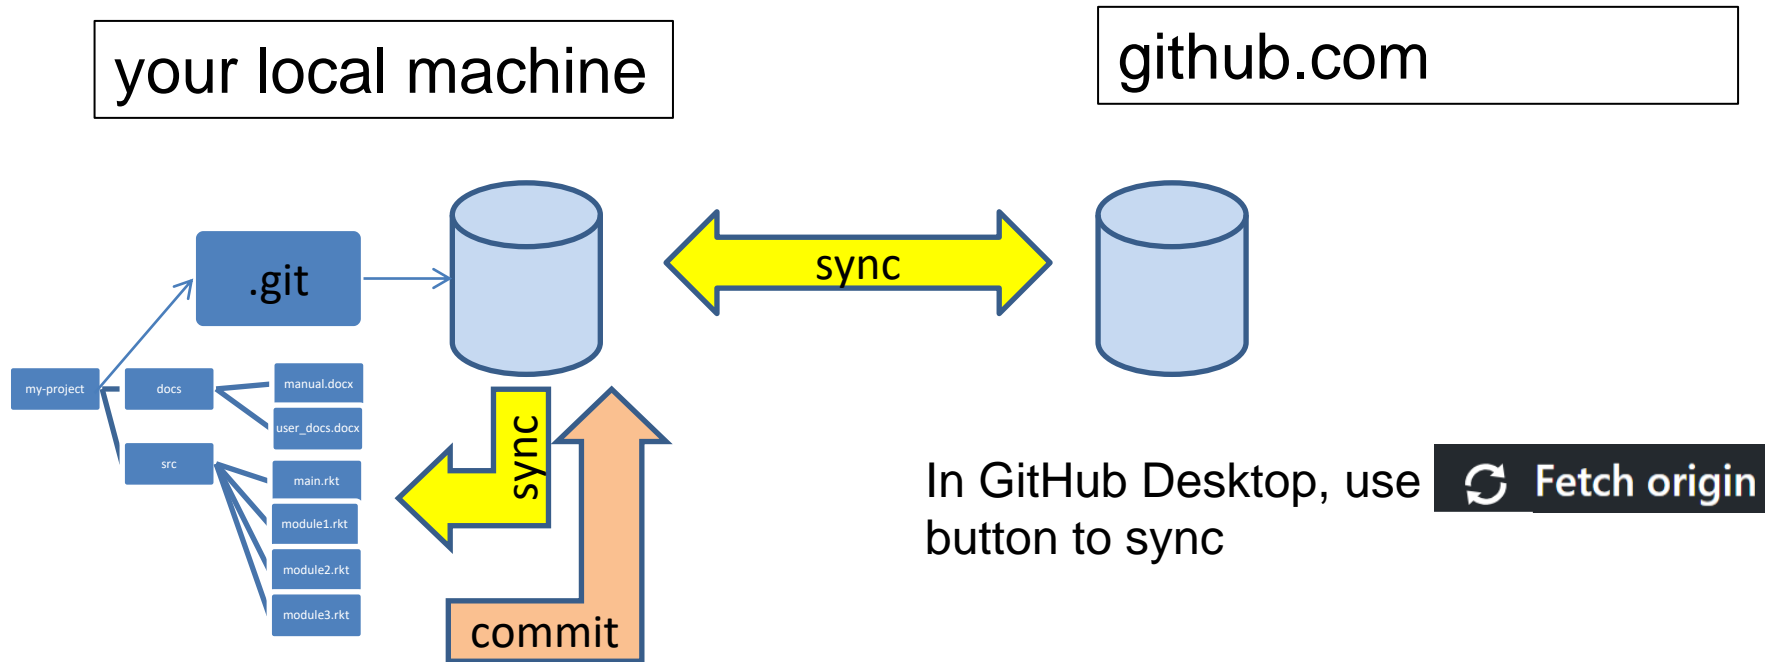 your local machine
github.com
.git
sync
my-project
docs
manual.docx
user_docs.docx
src
main.rkt
module1.rkt
module2.rkt
module3.rkt
sync
commit
In GitHub Desktop, use Fetch origin
button to sync